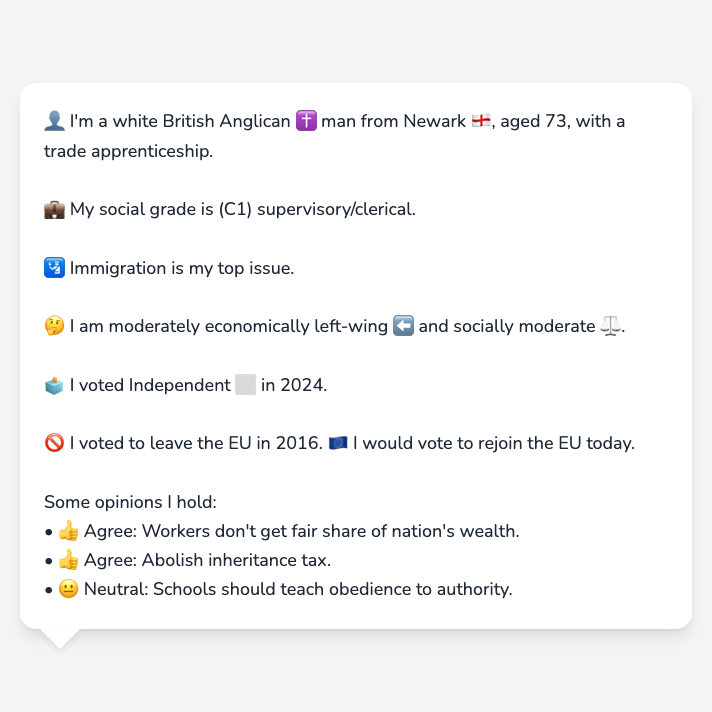 👤 I'm a white British Anglican ✝️ man from Newark 🏴󠁧󠁢󠁥󠁮󠁧󠁿, aged 73, with a
trade apprenticeship.
💼 My social grade is (C1) supervisory/clerical.
🛂 Immigration is my top issue.
🤔 I am moderately economically left-wing ⬅️ and socially moderate ⚖️.
🗳️ I voted Independent ⬜ in 2024.
🚫 I voted to leave the EU in 2016. 🇪🇺 I would vote to rejoin the EU today.
Some opinions I hold:
• 👍 Agree: Workers don't get fair share of nation's wealth.
• 👍 Agree: Abolish inheritance tax.
• 😐 Neutral: Schools should teach obedience to authority.